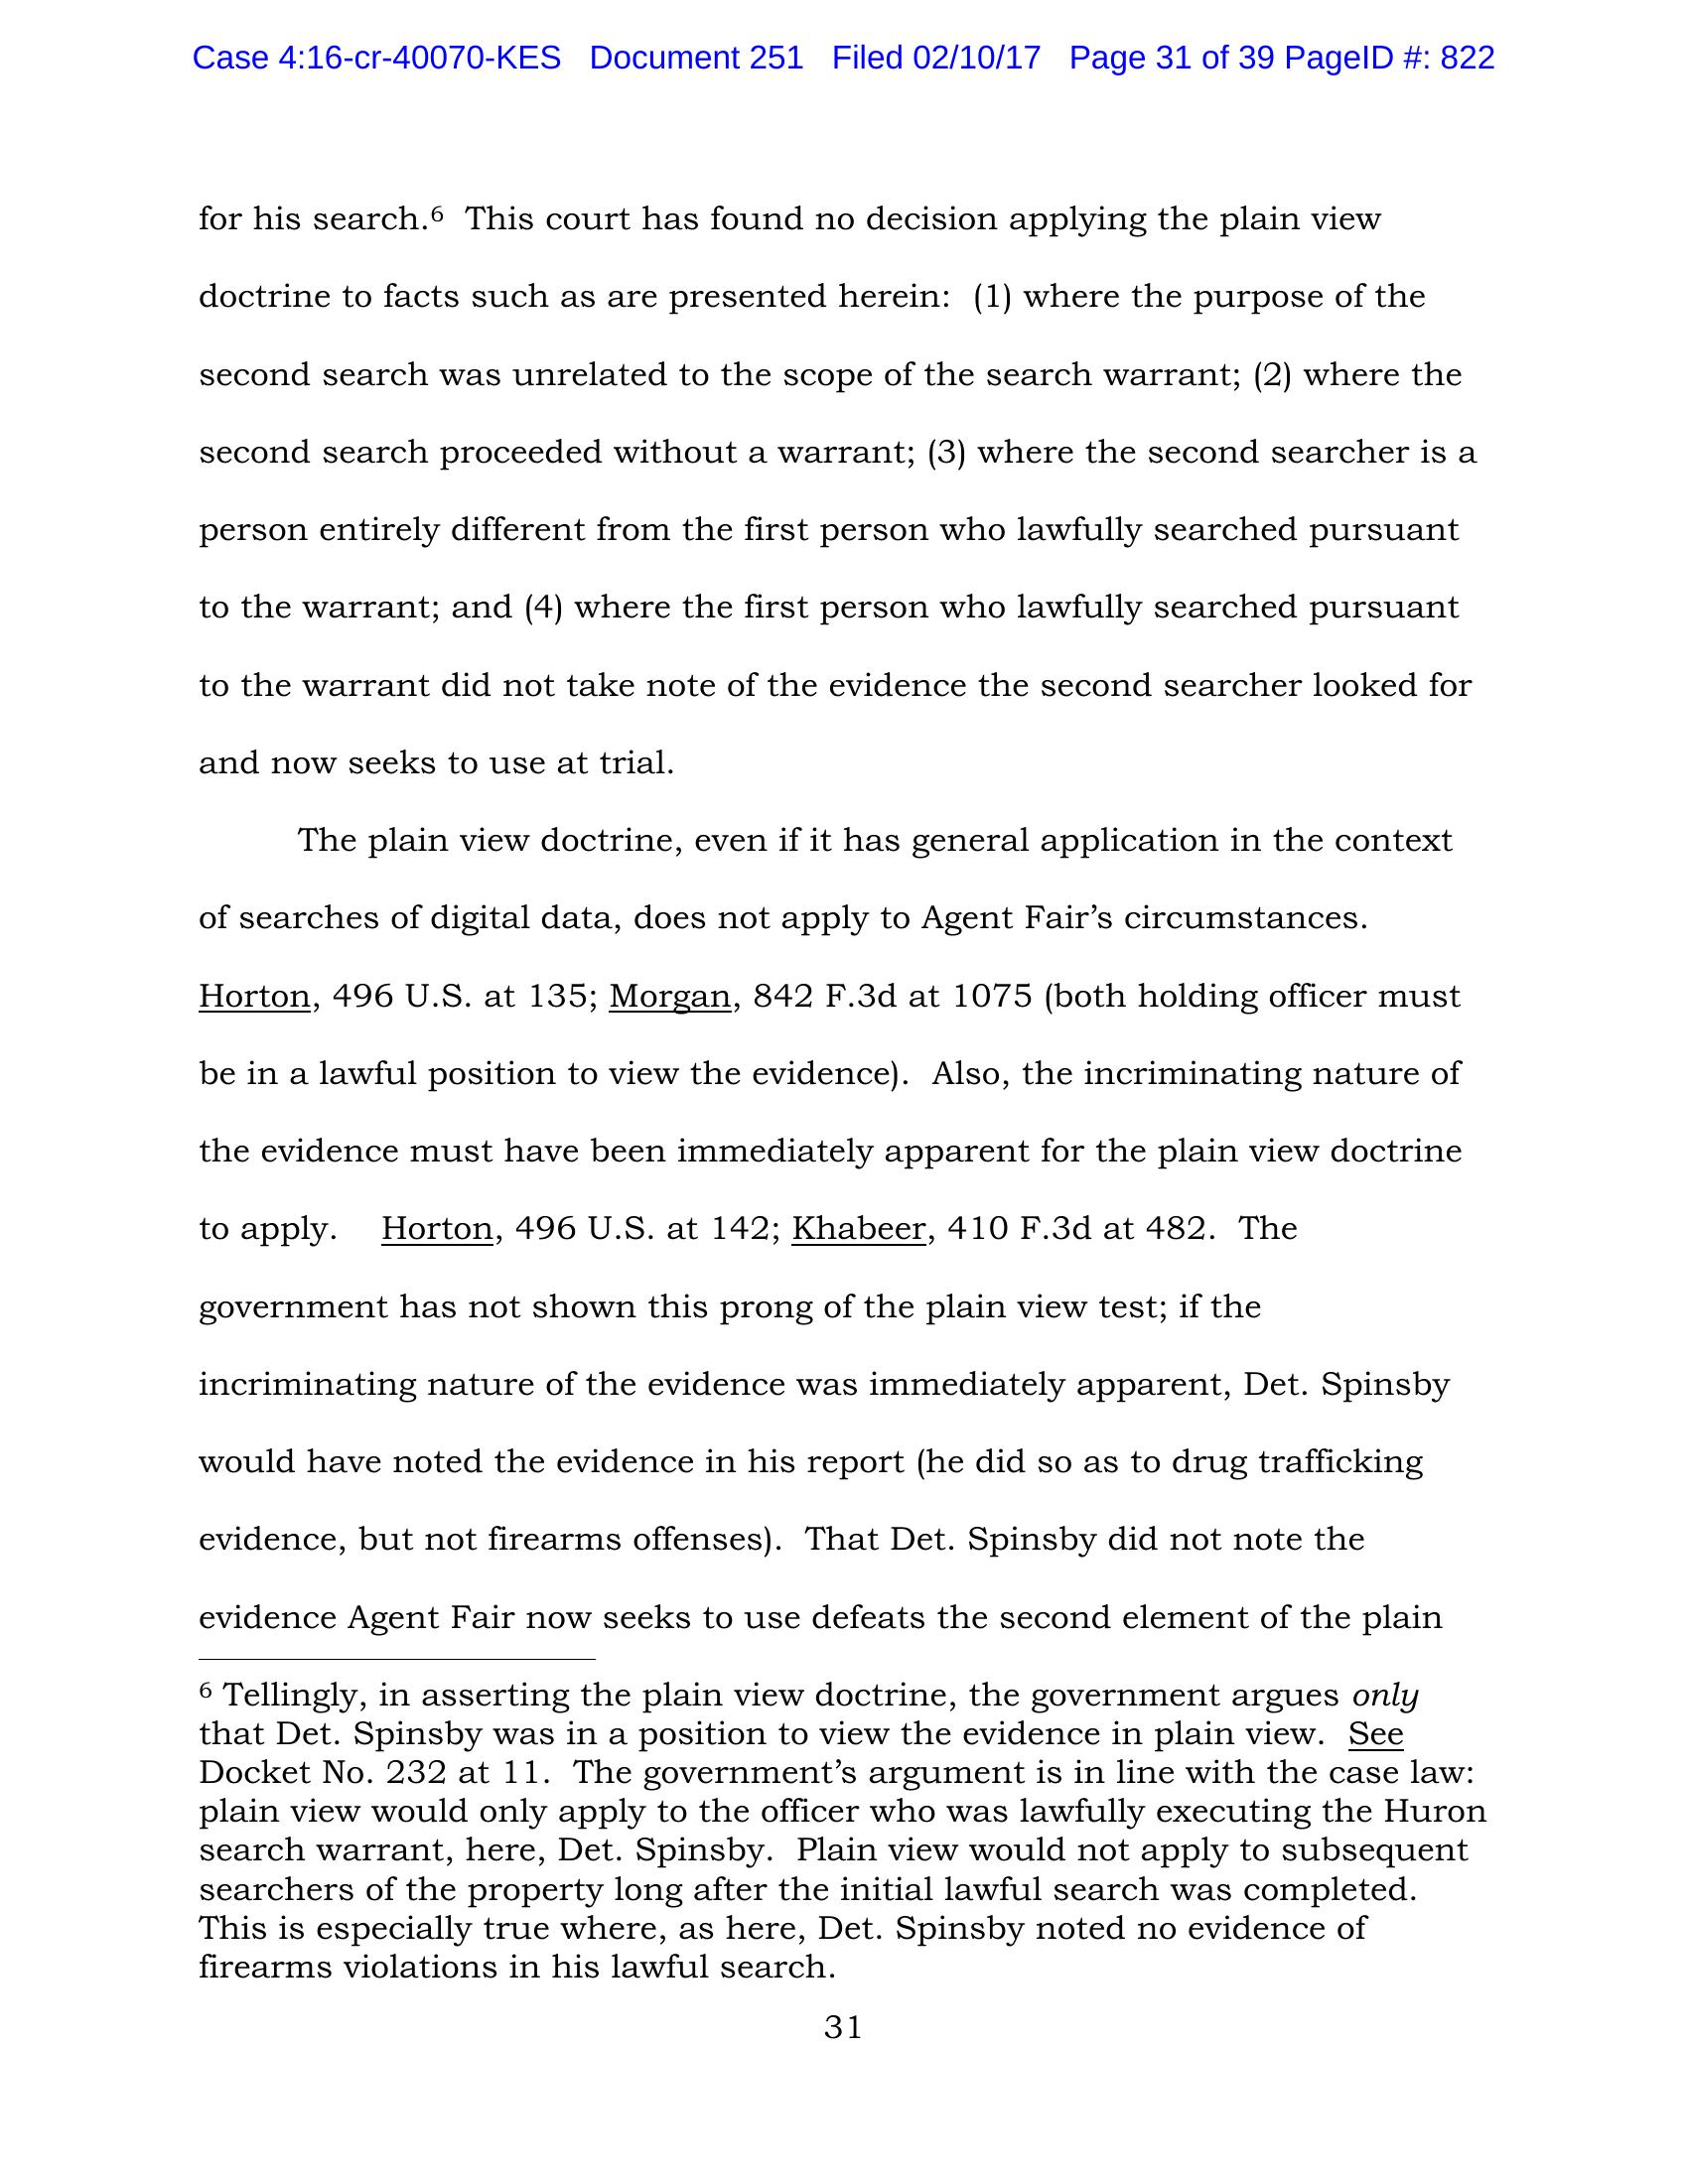 Case 4:16-cr-40070-KES Document 251 Filed 02/10/17 Page 31 of 39 PageID #: 822
for his search.6 This court has found no decision applying the plain view
doctrine to facts such as are presented herein: (1) where the purpose of the
second search was unrelated to the scope of the search warrant; (2) where the
second search proceeded without a warrant; (3) where the second searcher is a
person entirely different from the first person who lawfully searched pursuant
to the warrant; and (4) where the first person who lawfully searched pursuant
to the warrant did not take note of the evidence the second searcher looked for
and now seeks to use at trial.
The plain view doctrine, even if it has general application in the context
of searches of digital data, does not apply to Agent Fair’s circumstances.
Horton, 496 U.S. at 135; Morgan, 842 F.3d at 1075 (both holding officer must
be in a lawful position to view the evidence). Also, the incriminating nature of
the evidence must have been immediately apparent for the plain view doctrine
to apply. Horton, 496 U.S. at 142; Khabeer, 410 F.3d at 482. The
government has not shown this prong of the plain view test; if the
incriminating nature of the evidence was immediately apparent, Det. Spinsby
would have noted the evidence in his report (he did so as to drug trafficking
evidence, but not firearms offenses). That Det. Spinsby did not note the
evidence Agent Fair now seeks to use defeats the second element of the plain
6 Tellingly, in asserting the plain view doctrine, the government argues only
that Det. Spinsby was in a position to view the evidence in plain view. See
Docket No. 232 at 11. The government’s argument is in line with the case law:
plain view would only apply to the officer who was lawfully executing the Huron
search warrant, here, Det. Spinsby. Plain view would not apply to subsequent
searchers of the property long after the initial lawful search was completed.
This is especially true where, as here, Det. Spinsby noted no evidence of
firearms violations in his lawful search.
31